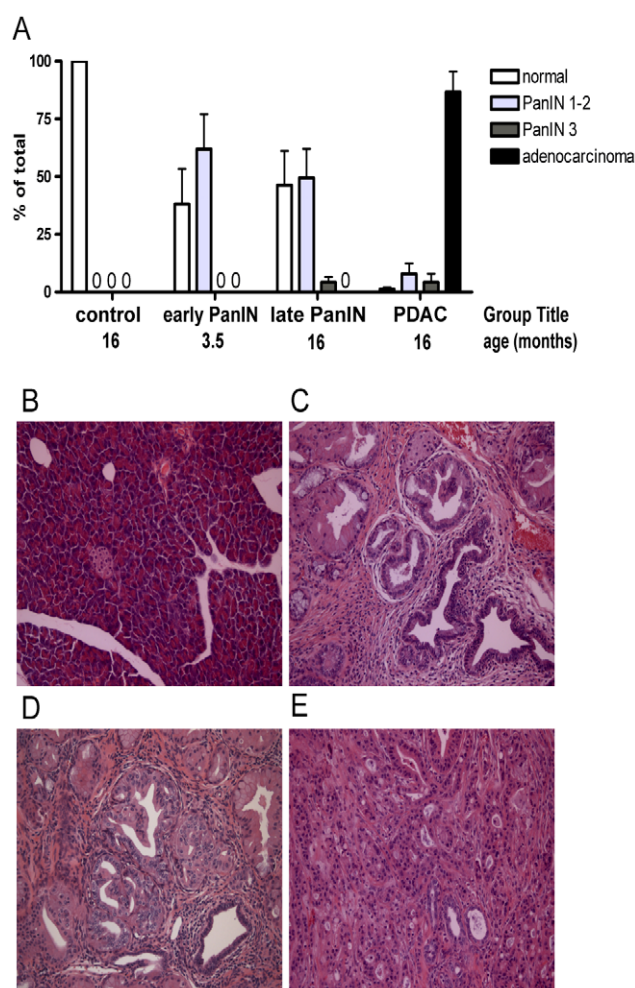 A
% of total
100
75
50
25
0
0 0 0
0 0
0
normal
PanIN 1-2
PanIN 3
adenocarcinoma
control early PanIN late PanIN PDAC Group Title
16 3.5 16 16 age (months)
B
C
D
E